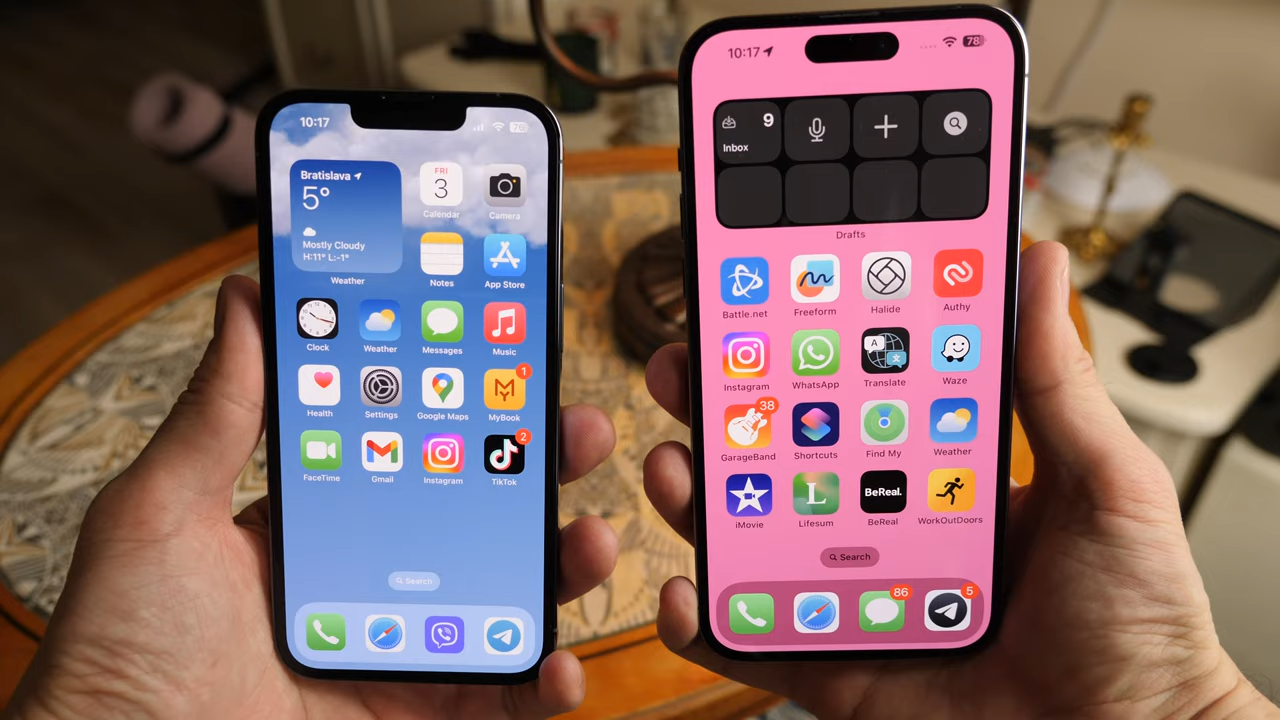 10:17
76
Bratislava
5°
Mostly Cloudy
H:11° L:-1°
Weather
FRI
3
Calendar
Camera
Notes
App Store
Clock
Weather
Messages
Music
Health
Settings
Google Maps
1
MyBook
FaceTime
Gmail
Instagram
2
TikTok
Search
10:17
78
9
Inbox
Drafts
Battle.net
Freeform
Halide
Authy
Instagram
WhatsApp
A
Translate
Waze
38
GarageBand
Shortcuts
Find My
Weather
iMovie
L
Lifesum
BeReal.
BeReal
WorkOutDoors
Search
86
5